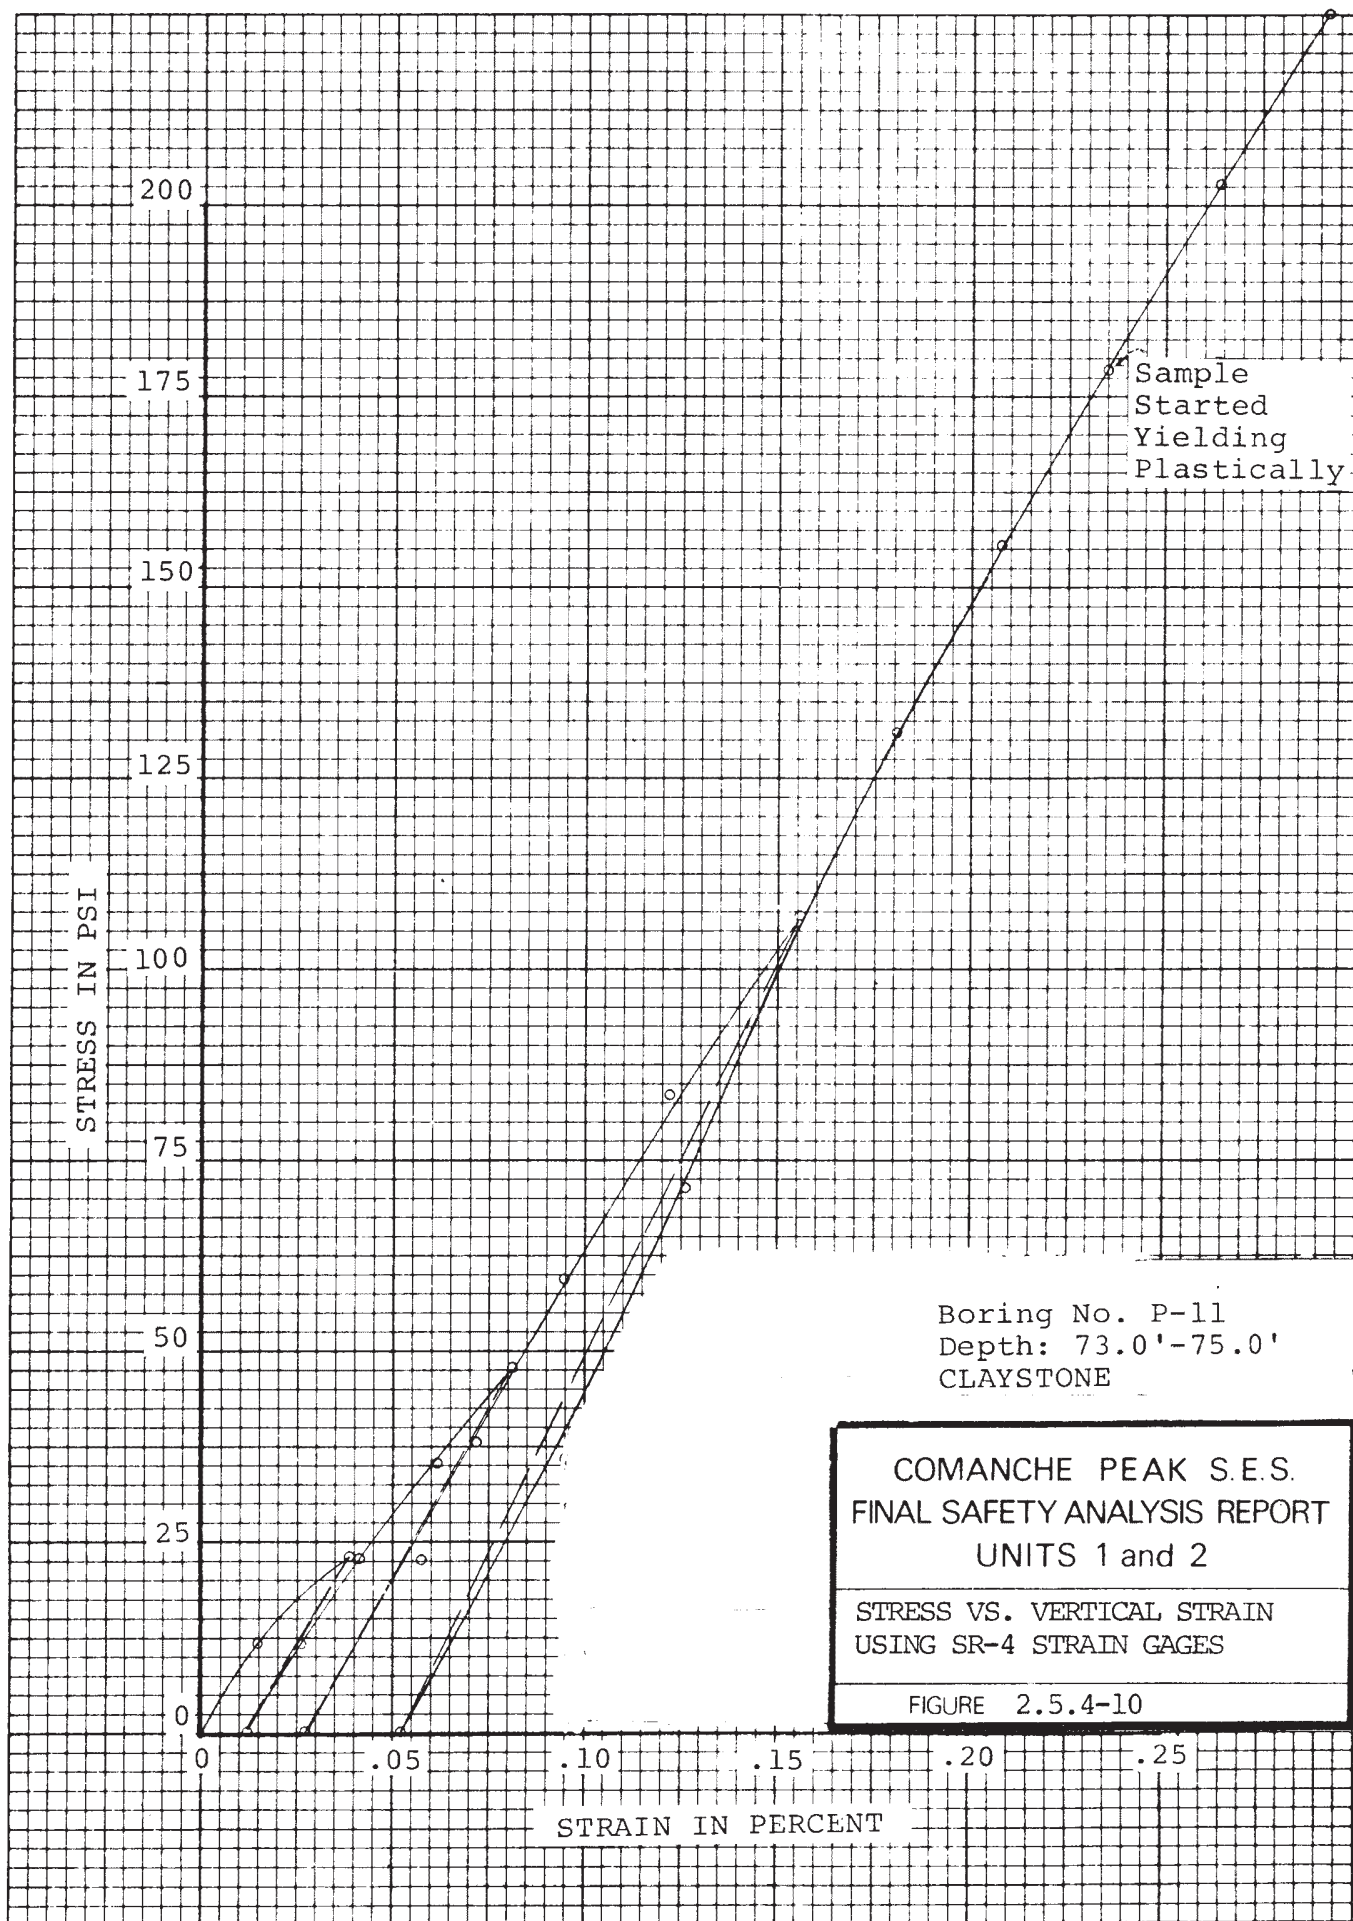 200
175
Sample
Started
Yielding
Plastically
150
125
100
75
50
25
0
STRESS IN PSI
0 .05 .10 .15 .20 .25
STRAIN IN PERCENT
Boring No. P-11
Depth: 73.0'-75.0'
CLAYSTONE
COMANCHE PEAK S.E.S.
FINAL SAFETY ANALYSIS REPORT
UNITS 1 and 2
STRESS VS. VERTICAL STRAIN
USING SR-4 STRAIN GAGES
FIGURE 2.5.4-10